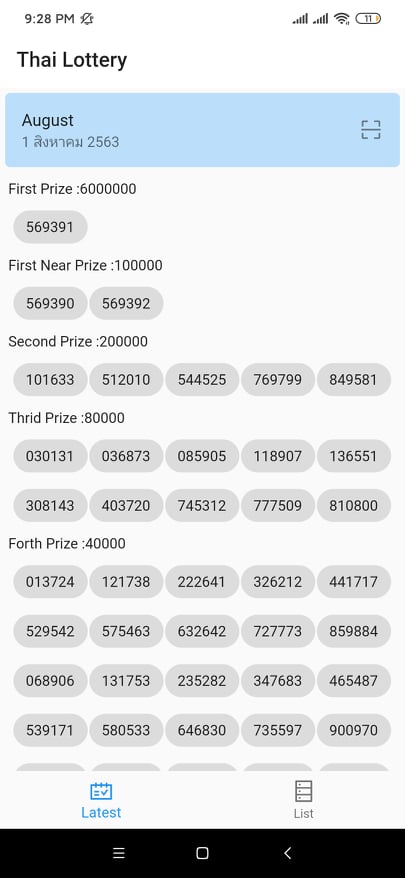 9:28 PM 11
Thai Lottery
August
1 สิงหาคม 2563
First Prize :6000000
569391
First Near Prize :100000
569390 569392
Second Prize :200000
101633 512010 544525 769799 849581
Thrid Prize :80000
030131 036873 085905 118907 136551
308143 403720 745312 777509 810800
Forth Prize :40000
013724 121738 222641 326212 441717
529542 575463 632642 727773 859884
068906 131753 235282 347683 465487
539171 580533 646830 735597 900970
Latest List